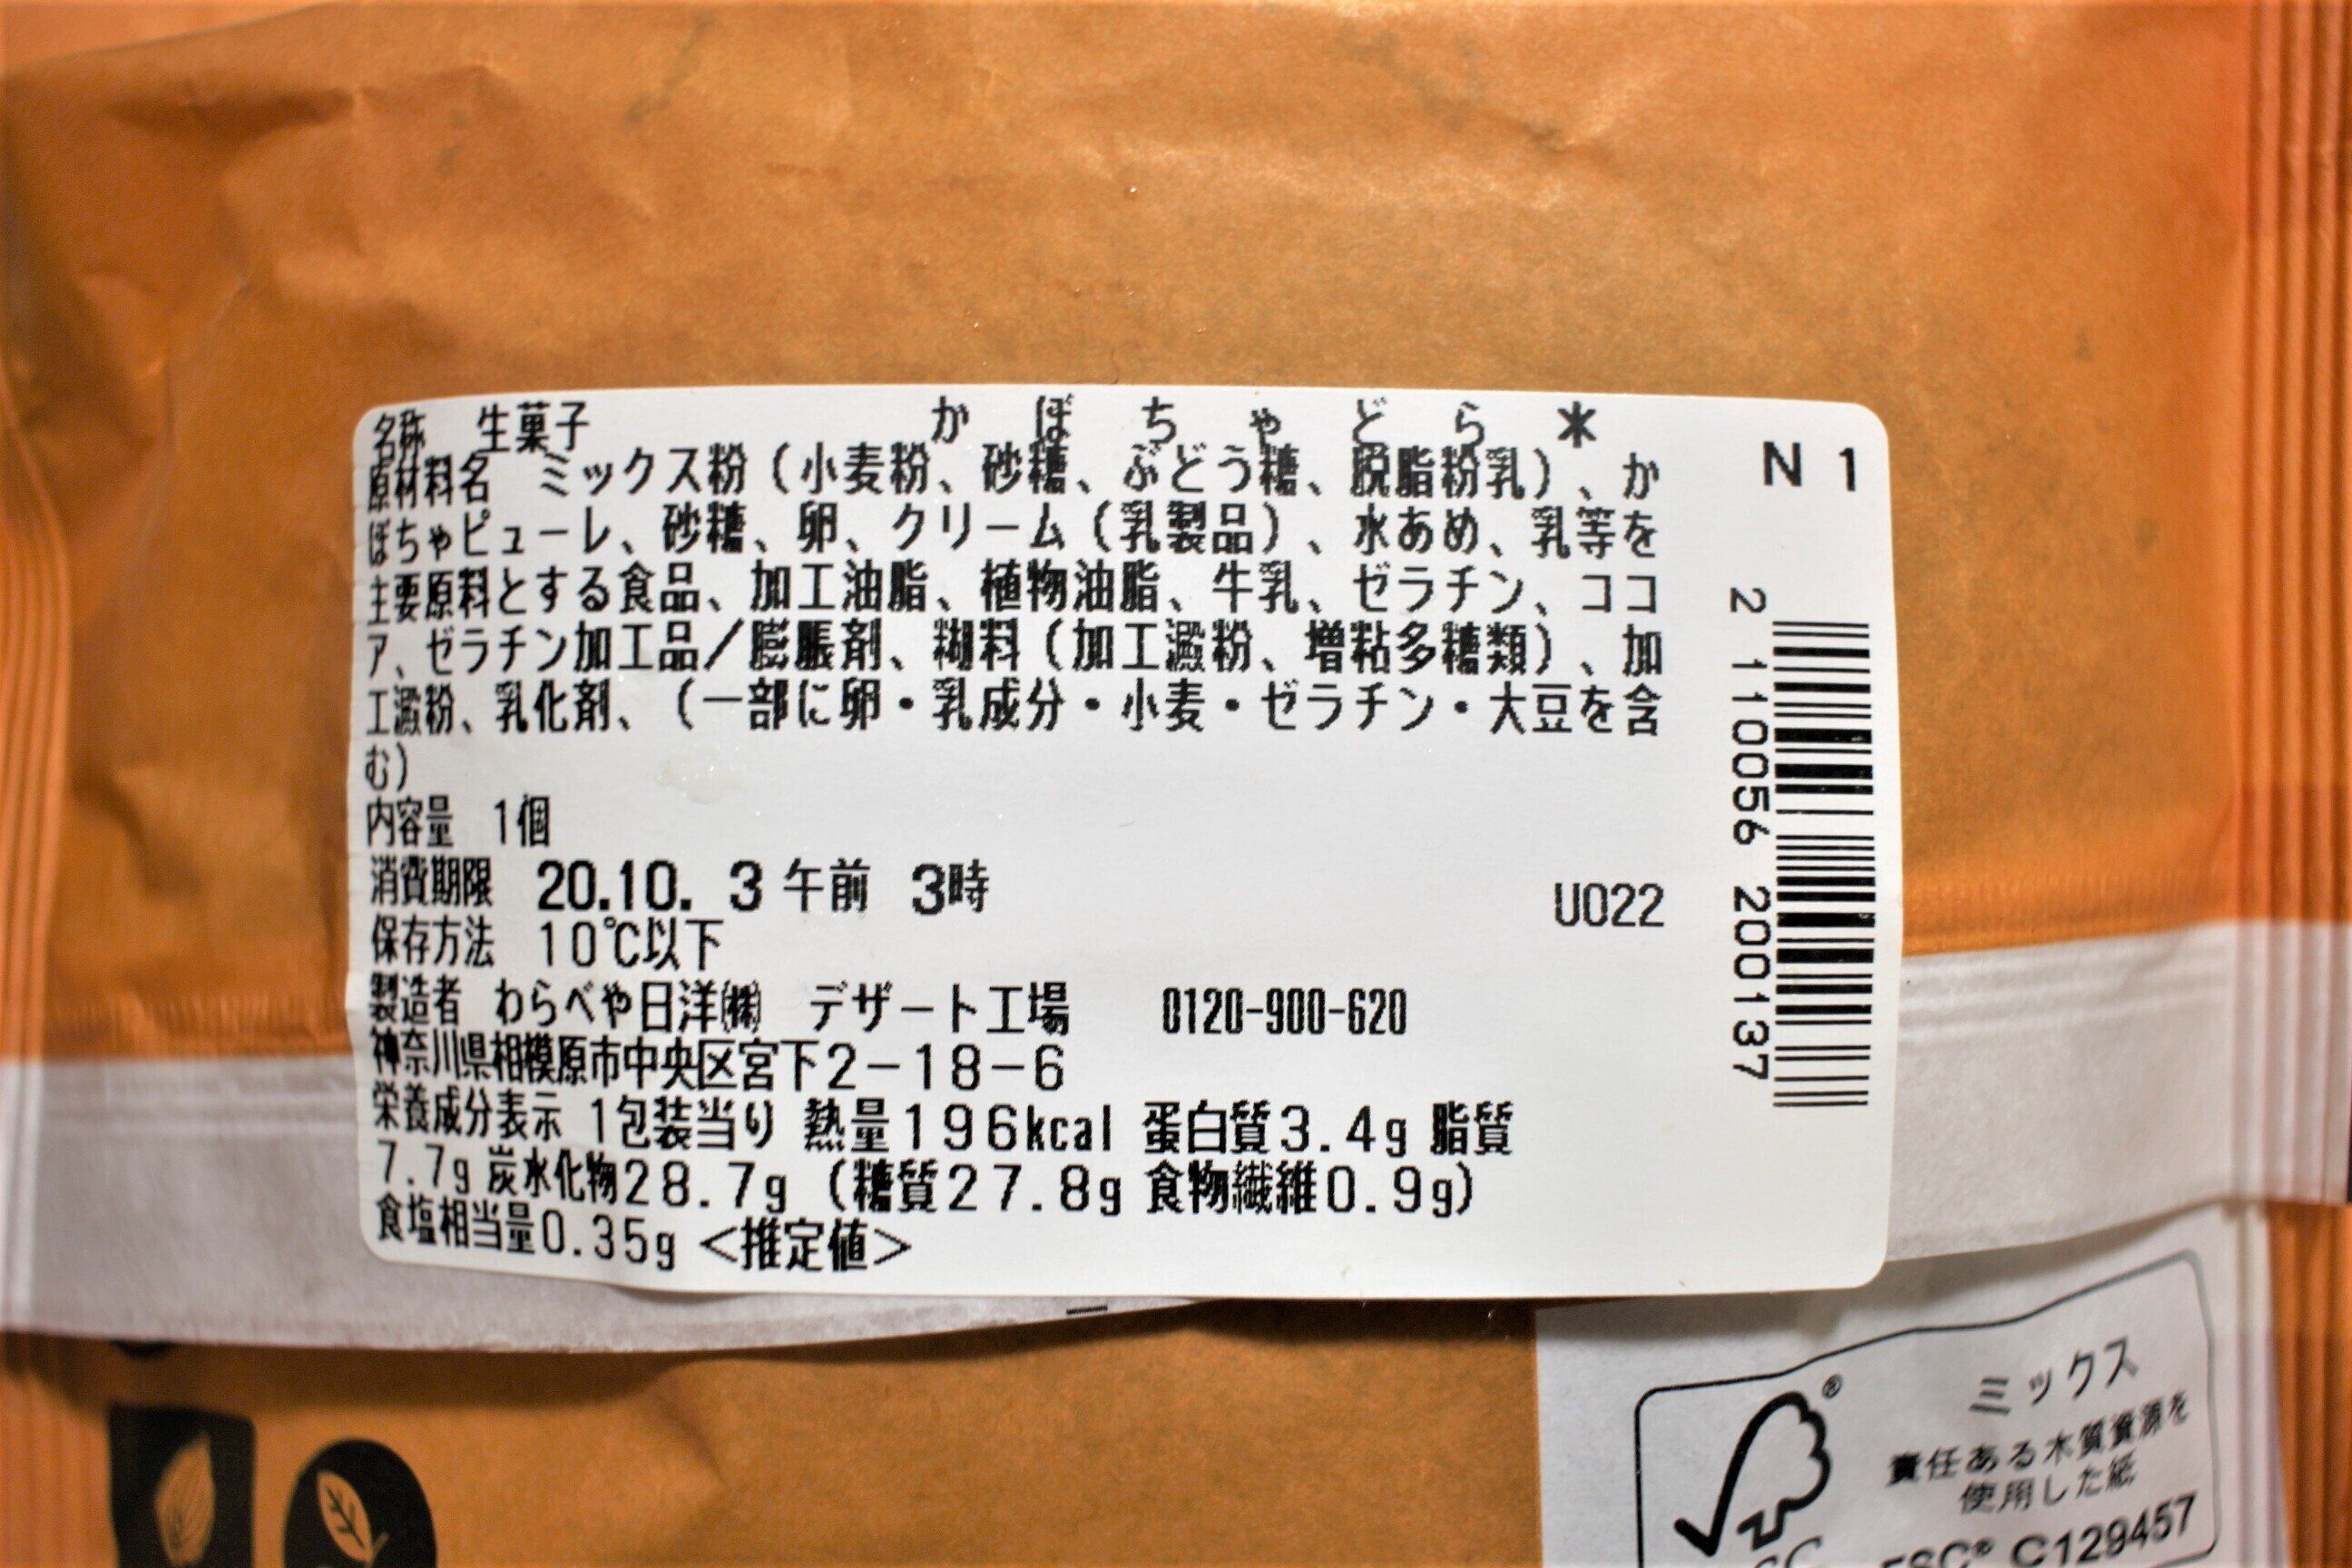 名称 生菓子 かぼちゃどら＊
原材料名 ミックス粉（小麦粉、砂糖、ぶどう糖、脱脂粉乳）、か
ぼちゃピューレ、砂糖、卵、クリーム（乳製品）、水あめ、乳等を
主要原料とする食品、加工油脂、植物油脂、牛乳、ゼラチン、ココ
ア、ゼラチン加工品／膨脹剤、糊料（加工澱粉、増粘多糖類）、加
工澱粉、乳化剤、（一部に卵・乳成分・小麦・ゼラチン・大豆を含
む）
内容量 1個
消費期限 20.10. 3 午前 3時
U022
保存方法 10℃以下
製造者 わらべや日洋㈱ デザート工場 0120-900-620
神奈川県相模原市中央区宮下2－18－6
栄養成分表示 1包装当り 熱量196kcal 蛋白質3.4g 脂質
7.7g 炭水化物28.7g（糖質27.8g 食物繊維0.9g）
食塩相当量0.35g ＜推定値＞
N 1
2 110056 200137
®
ミックス
責任ある木質資源を
使用した紙
FSC® C129457